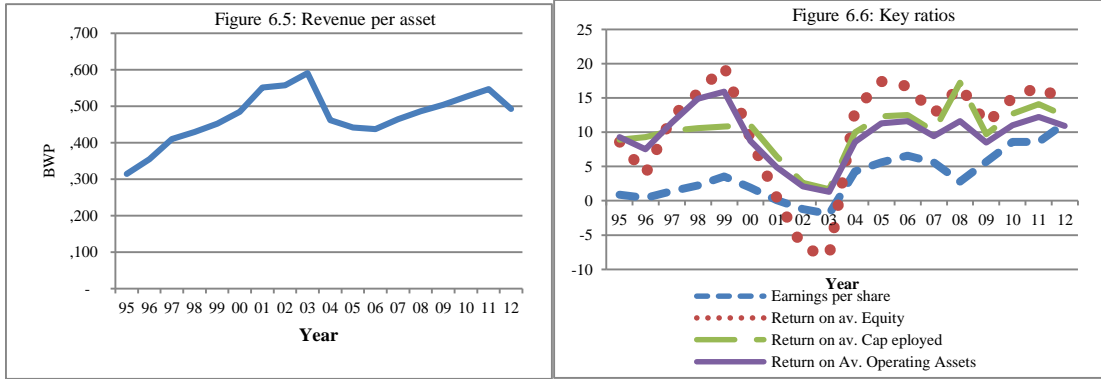 Figure 6.5: Revenue per asset
,700
,600
,500
,400
,300
,200
,100
-
BWP
95 96 97 98 99 00 01 02 03 04 05 06 07 08 09 10 11 12
Year
Figure 6.6: Key ratios
25
20
15
10
5
0
-5
-10
95 96 97 98 99 00 01 02 03 04 05 06 07 08 09 10 11 12
Year
Earnings per share
Return on av. Equity
Return on av. Cap eployed
Return on Av. Operating Assets